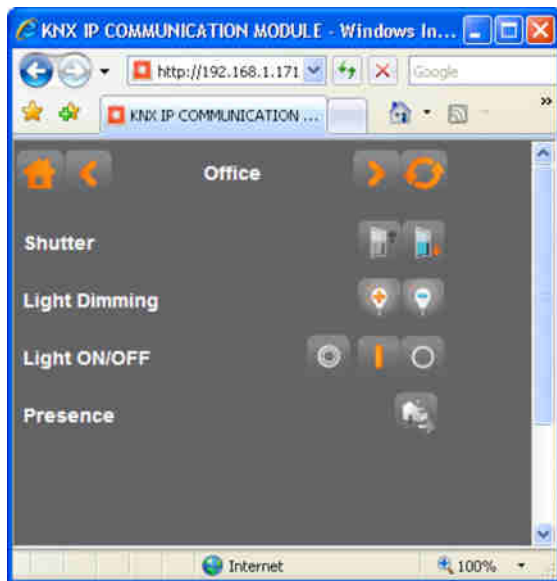 KNX IP COMMUNICATION MODULE - Windows In...
http://192.168.1.171
Google
KNX IP COMMUNICATION ...
Office
Shutter
Light Dimming
Light ON/OFF
Presence
Internet
100%